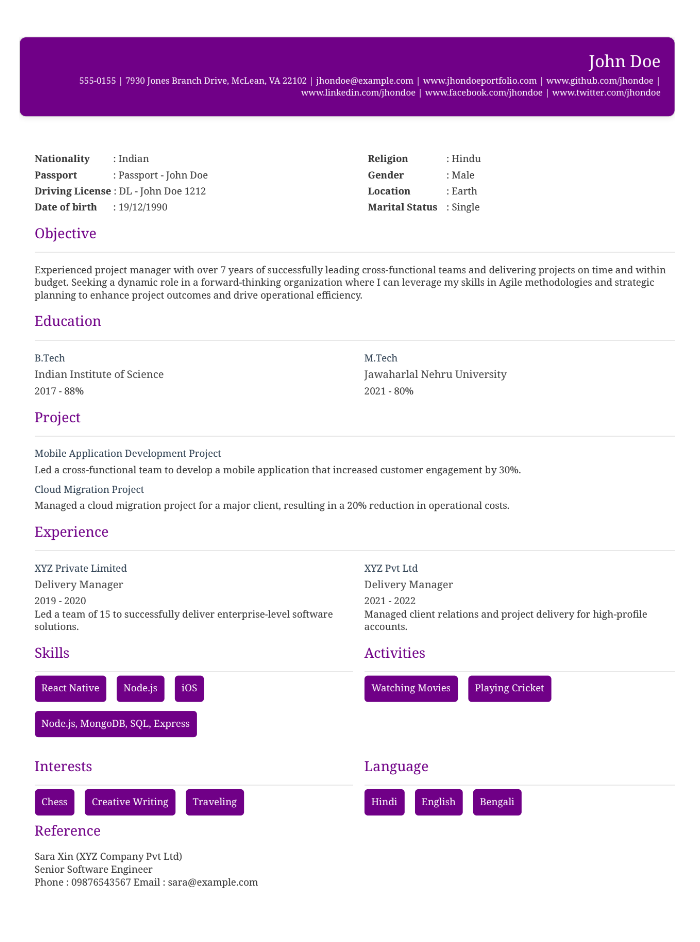 John Doe
555-0155 | 7930 Jones Branch Drive, McLean, VA 22102 | jhondoe@example.com | www.jhondoeportfolio.com | www.github.com/jhondoe |
www.linkedin.com/jhondoe | www.facebook.com/jhondoe | www.twitter.com/jhondoe
Nationality : Indian
Passport : Passport - John Doe
Driving License : DL - John Doe 1212
Date of birth : 19/12/1990
Religion : Hindu
Gender : Male
Location : Earth
Marital Status : Single
Objective
Experienced project manager with over 7 years of successfully leading cross-functional teams and delivering projects on time and within
budget. Seeking a dynamic role in a forward-thinking organization where I can leverage my skills in Agile methodologies and strategic
planning to enhance project outcomes and drive operational efficiency.
Education
B.Tech
Indian Institute of Science
2017 - 88%
M.Tech
Jawaharlal Nehru University
2021 - 80%
Project
Mobile Application Development Project
Led a cross-functional team to develop a mobile application that increased customer engagement by 30%.
Cloud Migration Project
Managed a cloud migration project for a major client, resulting in a 20% reduction in operational costs.
Experience
XYZ Private Limited
Delivery Manager
2019 - 2020
Led a team of 15 to successfully deliver enterprise-level software
solutions.
XYZ Pvt Ltd
Delivery Manager
2021 - 2022
Managed client relations and project delivery for high-profile
accounts.
Skills
React Native Node.js iOS
Node.js, MongoDB, SQL, Express
Activities
Watching Movies Playing Cricket
Interests
Chess Creative Writing Traveling
Language
Hindi English Bengali
Reference
Sara Xin (XYZ Company Pvt Ltd)
Senior Software Engineer
Phone : 09876543567 Email : sara@example.com